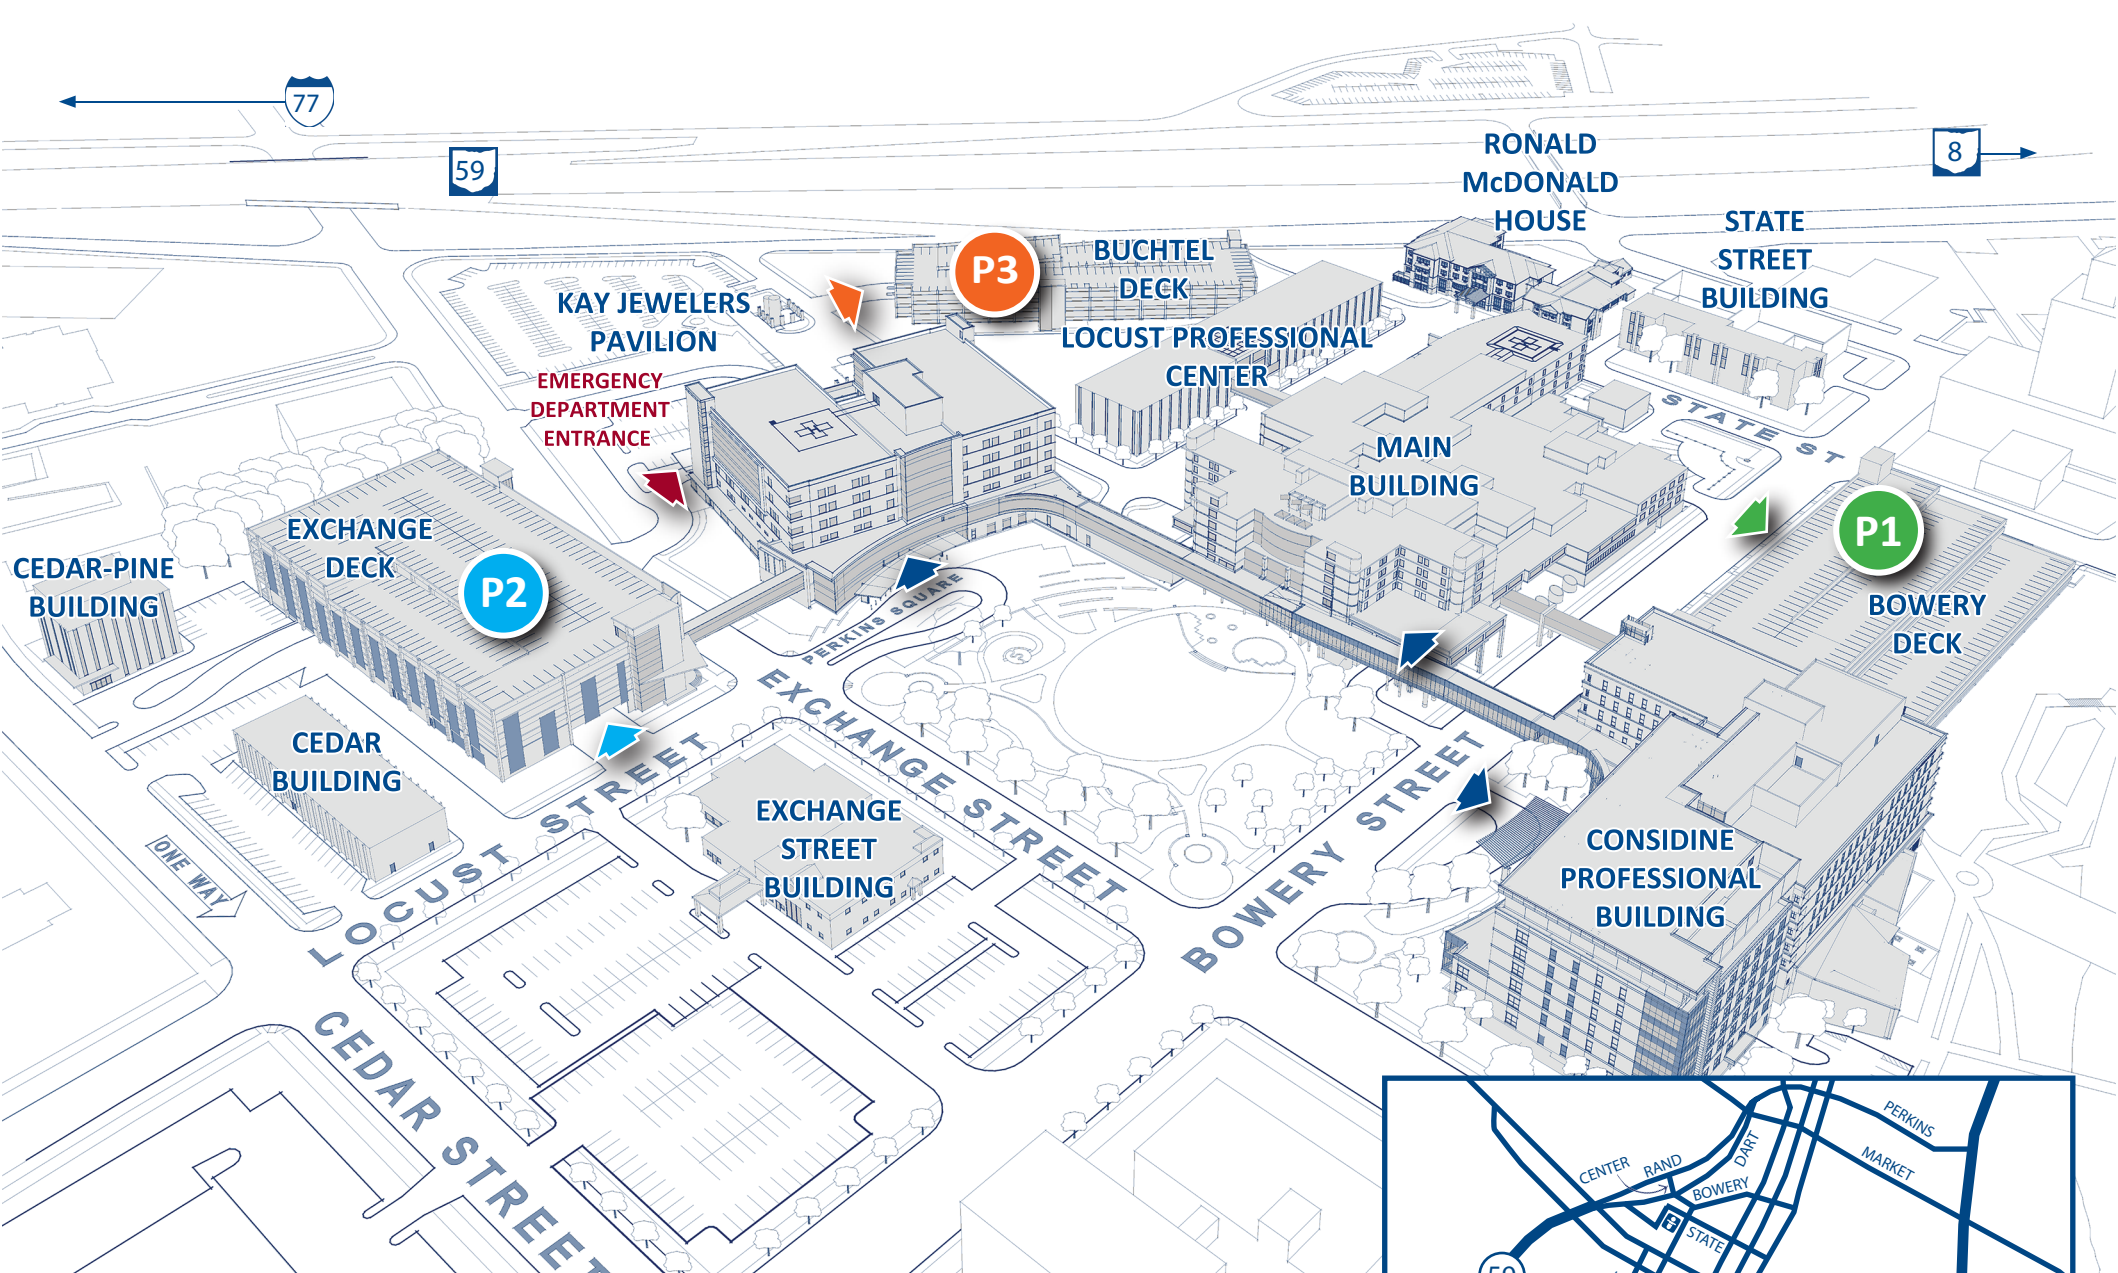 77
59
8
RONALD
McDONALD
HOUSE
STATE
STREET
BUILDING
P3
BUCHTEL
DECK
KAY JEWELERS
PAVILION
LOCUST PROFESSIONAL
CENTER
EMERGENCY
DEPARTMENT
ENTRANCE
STATE ST
MAIN
BUILDING
P1
BOWERY
DECK
EXCHANGE
DECK
P2
CEDAR-PINE
BUILDING
PERKINS SQUARE
EXCHANGE STREET
CEDAR
BUILDING
LOCUST STREET
EXCHANGE
STREET
BUILDING
BOWERY STREET
CONSIDINE
PROFESSIONAL
BUILDING
ONE WAY
CEDAR STREET
PERKINS
DART
MARKET
CENTER
RAND
BOWERY
STATE
59